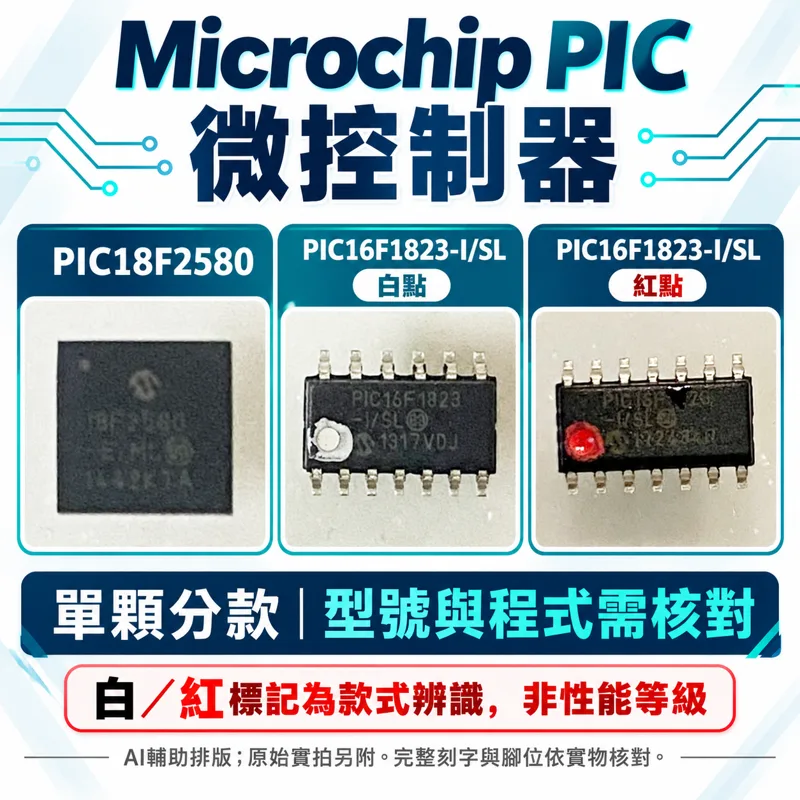 Microchip PIC
微控制器
PIC18F2580
PIC16F1823-I/SL
白點
PIC16F1823-I/SL
紅點
18F2580
PIC16F1823
-I/SL
1317VDJ
-I/SL
單顆分款｜型號與程式需核對
白／紅標記為款式辨識，非性能等級
AI輔助排版；原始實拍另附。完整刻字與腳位依實物核對。